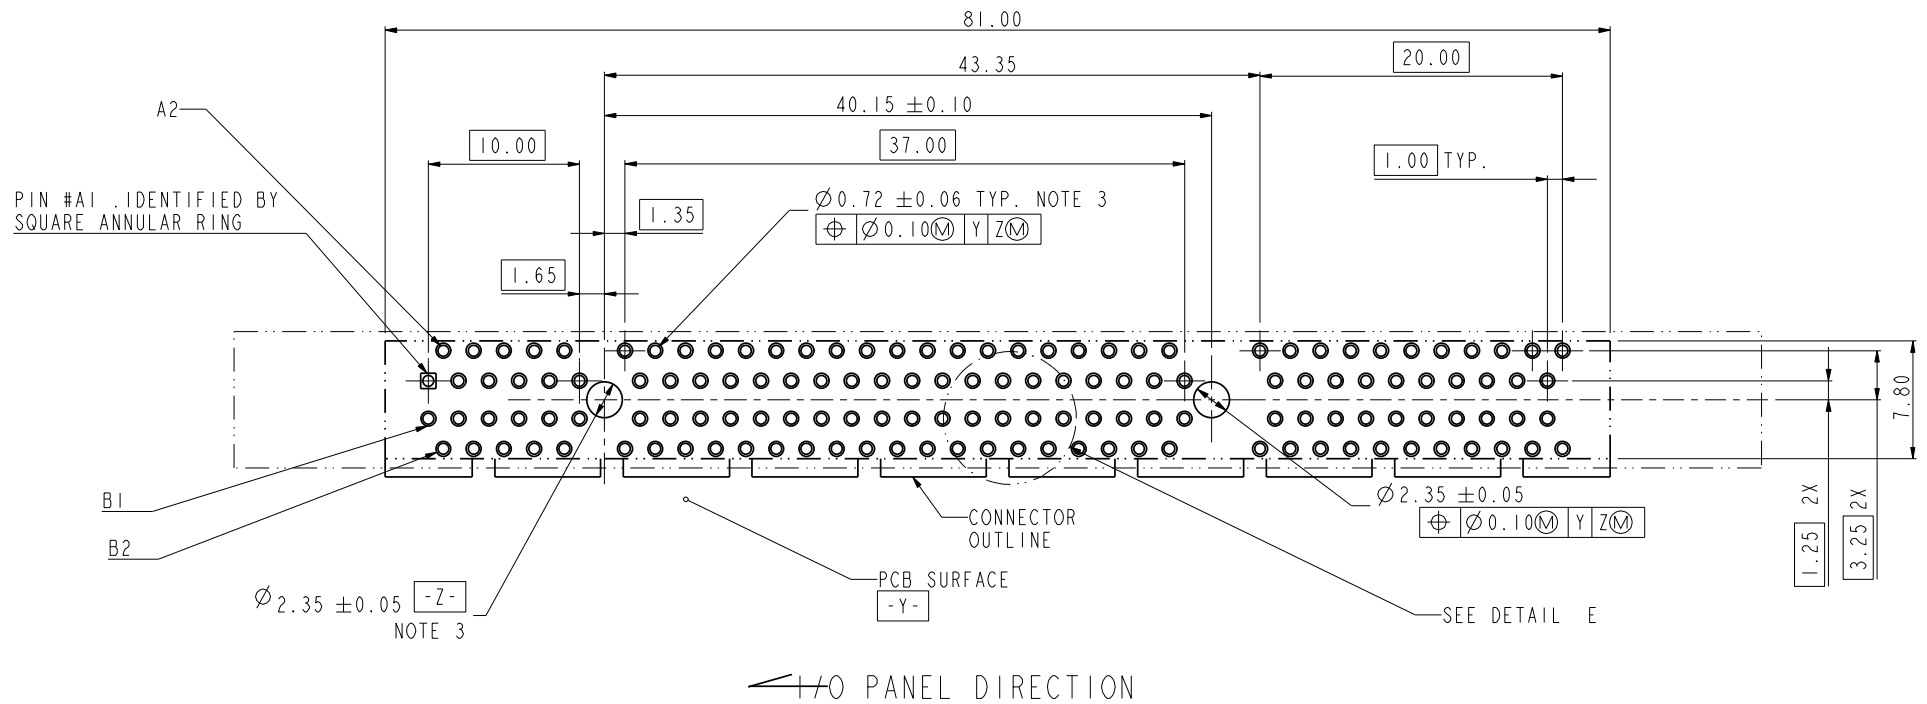 81.00
43.35
20.00
40.15 ±0.10
A2
10.00
37.00
1.00 TYP.
PIN #A1 .IDENTIFIED BY
SQUARE ANNULAR RING
1.35
Ø0.72 ±0.06 TYP. NOTE 3
⌖ Ø0.10Ⓜ Y ZⓂ
1.65
7.80
B1
B2
CONNECTOR
OUTLINE
Ø2.35 ±0.05
⌖ Ø0.10Ⓜ Y ZⓂ
1.25 2X
3.25 2X
PCB SURFACE
-Y-
Ø2.35 ±0.05 -Z-
NOTE 3
SEE DETAIL E
I/O PANEL DIRECTION